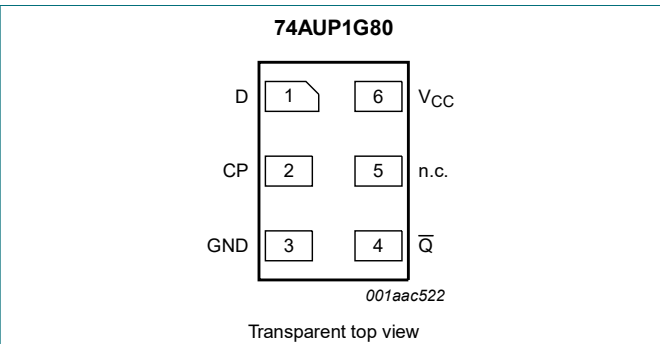 74AUP1G80
D 1 6 VCC
CP 2 5 n.c.
GND 3 4 Q̅
001aac522
Transparent top view